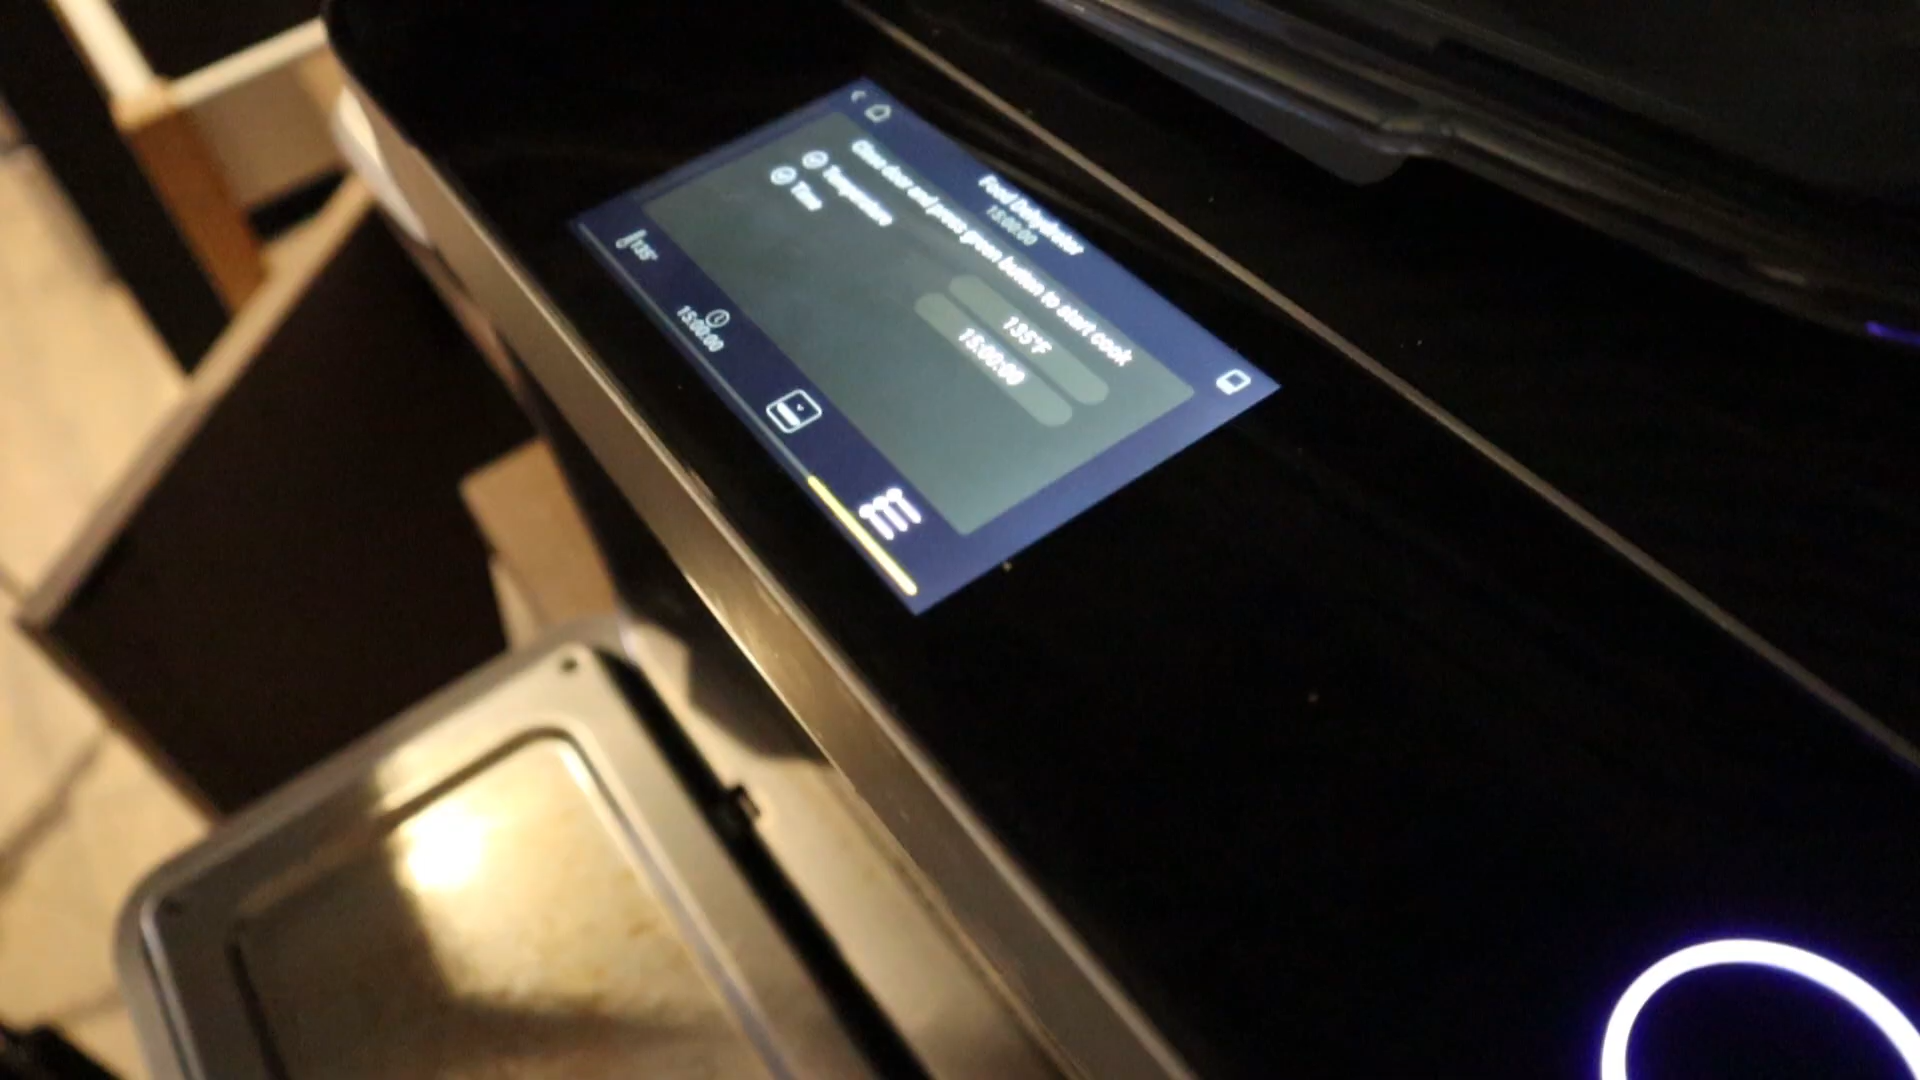 Food Dehydrator
15:00:00
Close door and press green button to start cook
Temperature
135°F
Time
15:00:00
135°
15:00:00